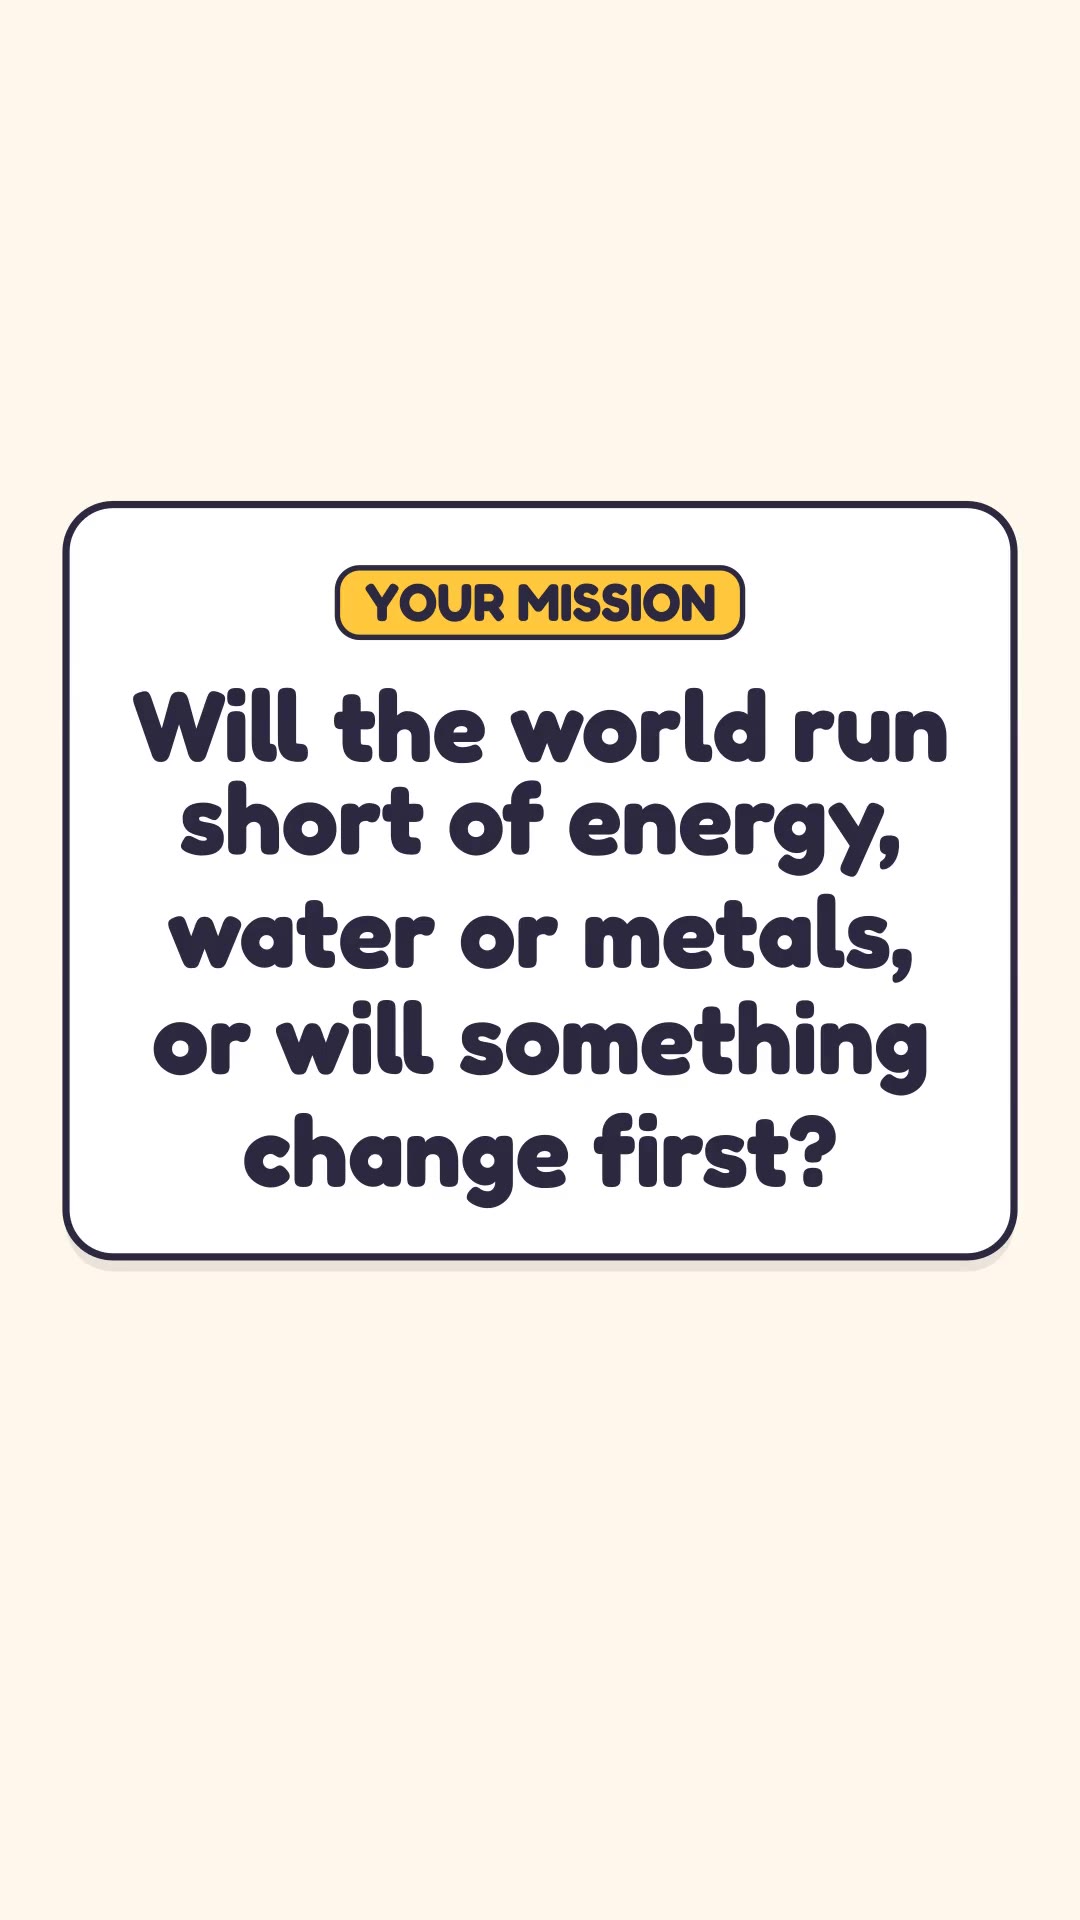 YOUR MISSION
Will the world run
short of energy,
water or metals,
or will something
change first?